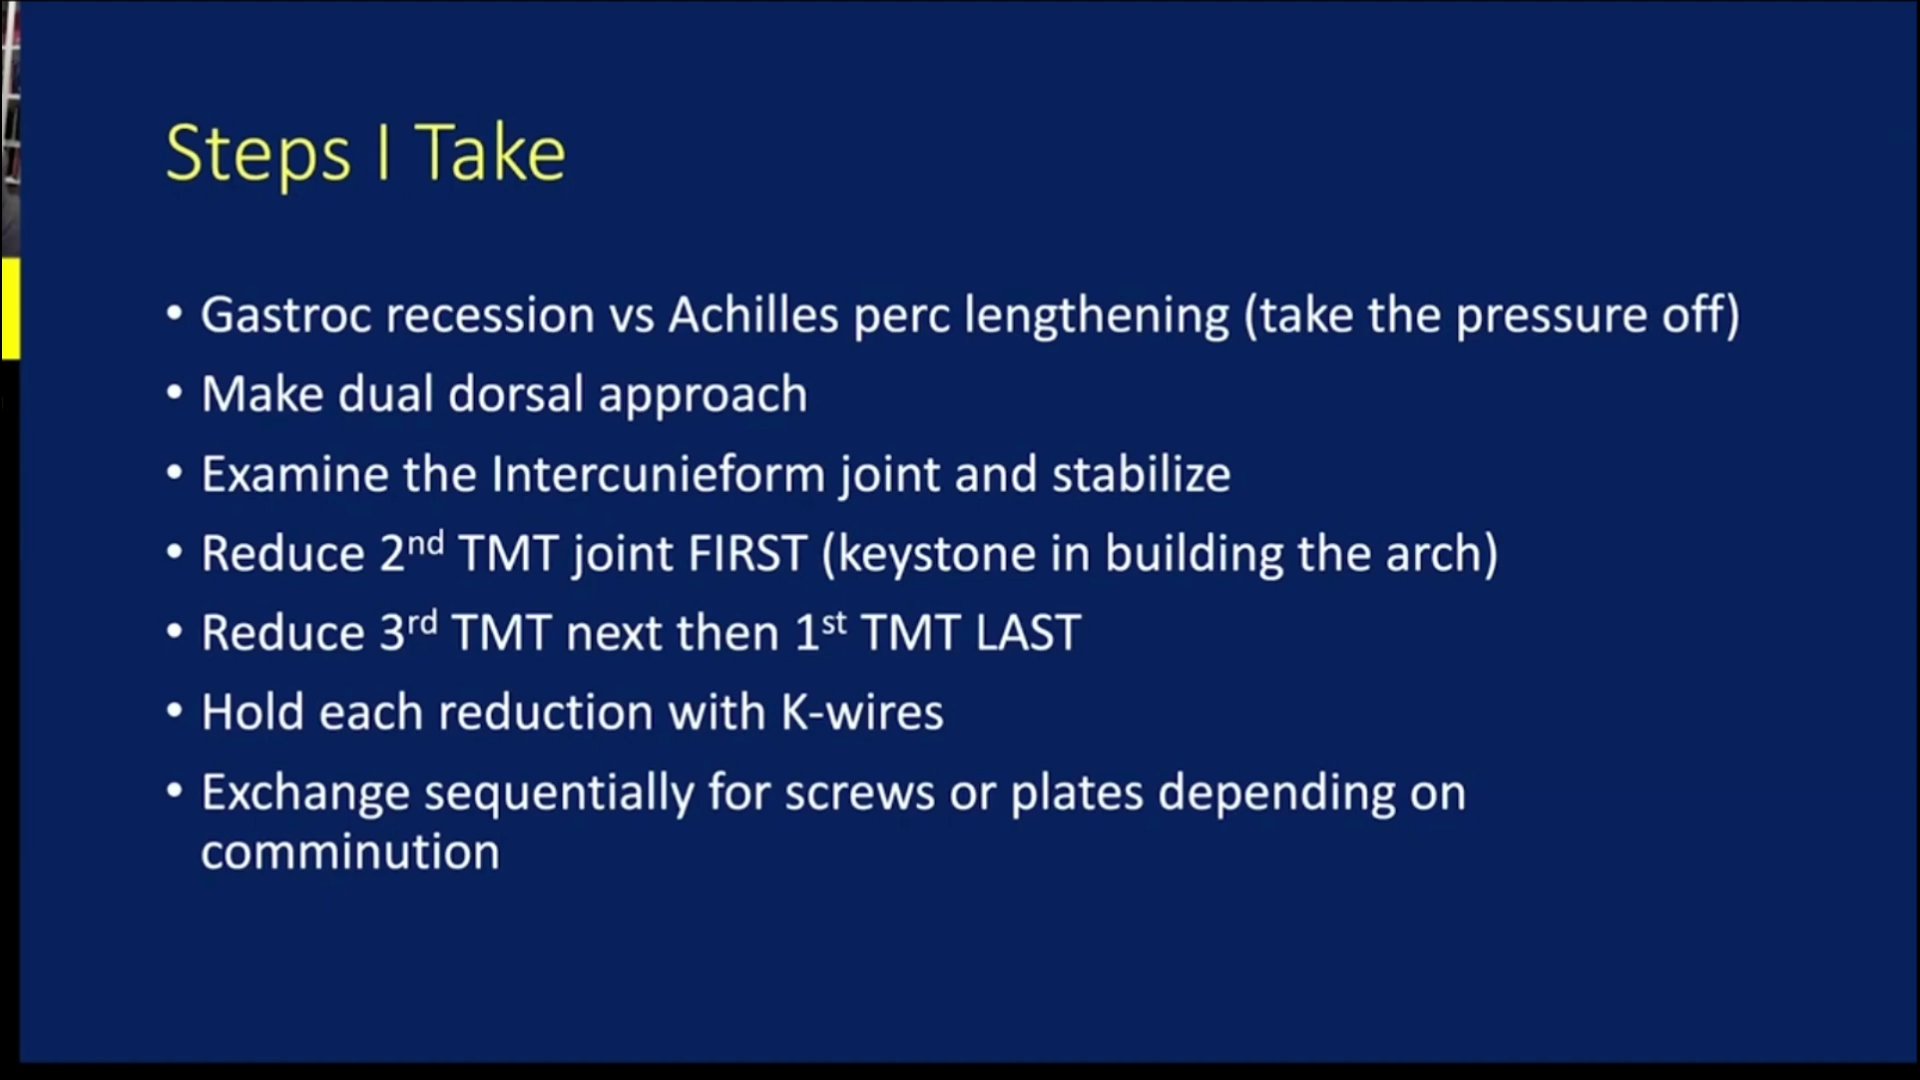 Steps I Take
• Gastroc recession vs Achilles perc lengthening (take the pressure off)
• Make dual dorsal approach
• Examine the Intercunieform joint and stabilize
• Reduce 2nd TMT joint FIRST (keystone in building the arch)
• Reduce 3rd TMT next then 1st TMT LAST
• Hold each reduction with K-wires
• Exchange sequentially for screws or plates depending on
comminution